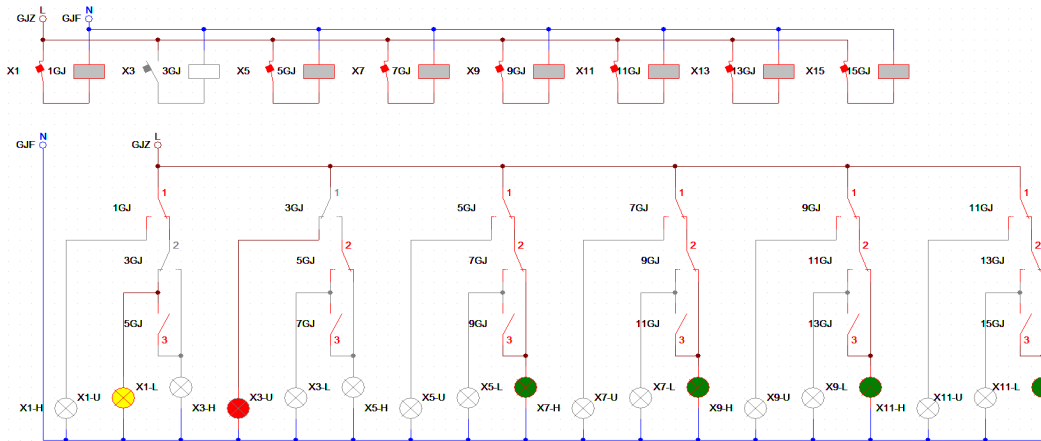 GJZ L GJF N
X1 1GJ X3 3GJ X5 5GJ X7 7GJ X9 9GJ X11 11GJ X13 13GJ X15 15GJ
GJF N GJZ L
1 1 1 1 1 1
1GJ 3GJ 5GJ 7GJ 9GJ 11GJ
2 2 2 2 2 2
3GJ 5GJ 7GJ 9GJ 11GJ 13GJ
5GJ 7GJ 9GJ 11GJ 13GJ 15GJ
3 3 3 3 3 3
X1-L X3-L X5-L X7-L X9-L X11-L
X1-U X3-U X5-U X7-U X9-U X11-U
X1-H X3-H X5-H X7-H X9-H X11-H